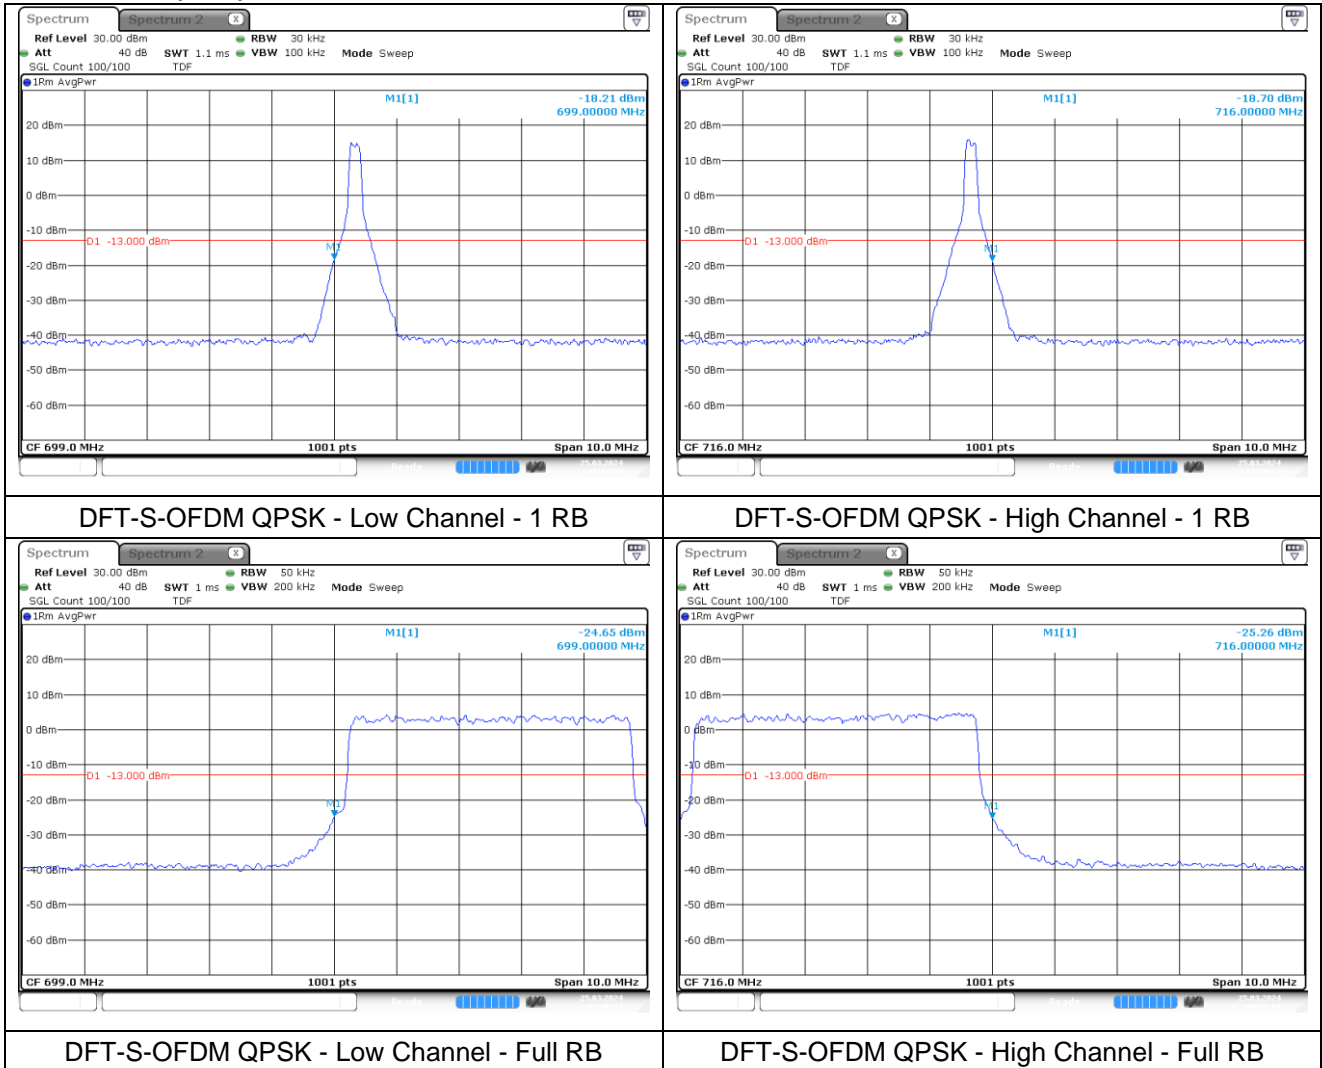 Spectrum Spectrum 2 X
Ref Level 30.00 dBm RBW 30 kHz
Att 40 dB SWT 1.1 ms VBW 100 kHz Mode Sweep
SGL Count 100/100 TDF
1Rm AvgPwr
M1[1] -18.21 dBm
699.00000 MHz
20 dBm
10 dBm
0 dBm
-10 dBm
D1 -13.000 dBm
M1
-20 dBm
-30 dBm
-40 dBm
-50 dBm
-60 dBm
CF 699.0 MHz 1001 pts Span 10.0 MHz
Ready 25.03.2024
DFT-S-OFDM QPSK - Low Channel - 1 RB
Spectrum Spectrum 2 X
Ref Level 30.00 dBm RBW 30 kHz
Att 40 dB SWT 1.1 ms VBW 100 kHz Mode Sweep
SGL Count 100/100 TDF
1Rm AvgPwr
M1[1] -18.70 dBm
716.00000 MHz
20 dBm
10 dBm
0 dBm
-10 dBm
D1 -13.000 dBm
M1
-20 dBm
-30 dBm
-40 dBm
-50 dBm
-60 dBm
CF 716.0 MHz 1001 pts Span 10.0 MHz
Ready 25.03.2024
DFT-S-OFDM QPSK - High Channel - 1 RB
Spectrum Spectrum 2 X
Ref Level 30.00 dBm RBW 50 kHz
Att 40 dB SWT 1 ms VBW 200 kHz Mode Sweep
SGL Count 100/100 TDF
1Rm AvgPwr
M1[1] -24.65 dBm
699.00000 MHz
20 dBm
10 dBm
0 dBm
-10 dBm
D1 -13.000 dBm
M1
-20 dBm
-30 dBm
-40 dBm
-50 dBm
-60 dBm
CF 699.0 MHz 1001 pts Span 10.0 MHz
Ready 25.03.2024
DFT-S-OFDM QPSK - Low Channel - Full RB
Spectrum Spectrum 2 X
Ref Level 30.00 dBm RBW 50 kHz
Att 40 dB SWT 1 ms VBW 200 kHz Mode Sweep
SGL Count 100/100 TDF
1Rm AvgPwr
M1[1] -25.26 dBm
716.00000 MHz
20 dBm
10 dBm
0 dBm
-10 dBm
D1 -13.000 dBm
M1
-20 dBm
-30 dBm
-40 dBm
-50 dBm
-60 dBm
CF 716.0 MHz 1001 pts Span 10.0 MHz
Ready 25.03.2024
DFT-S-OFDM QPSK - High Channel - Full RB